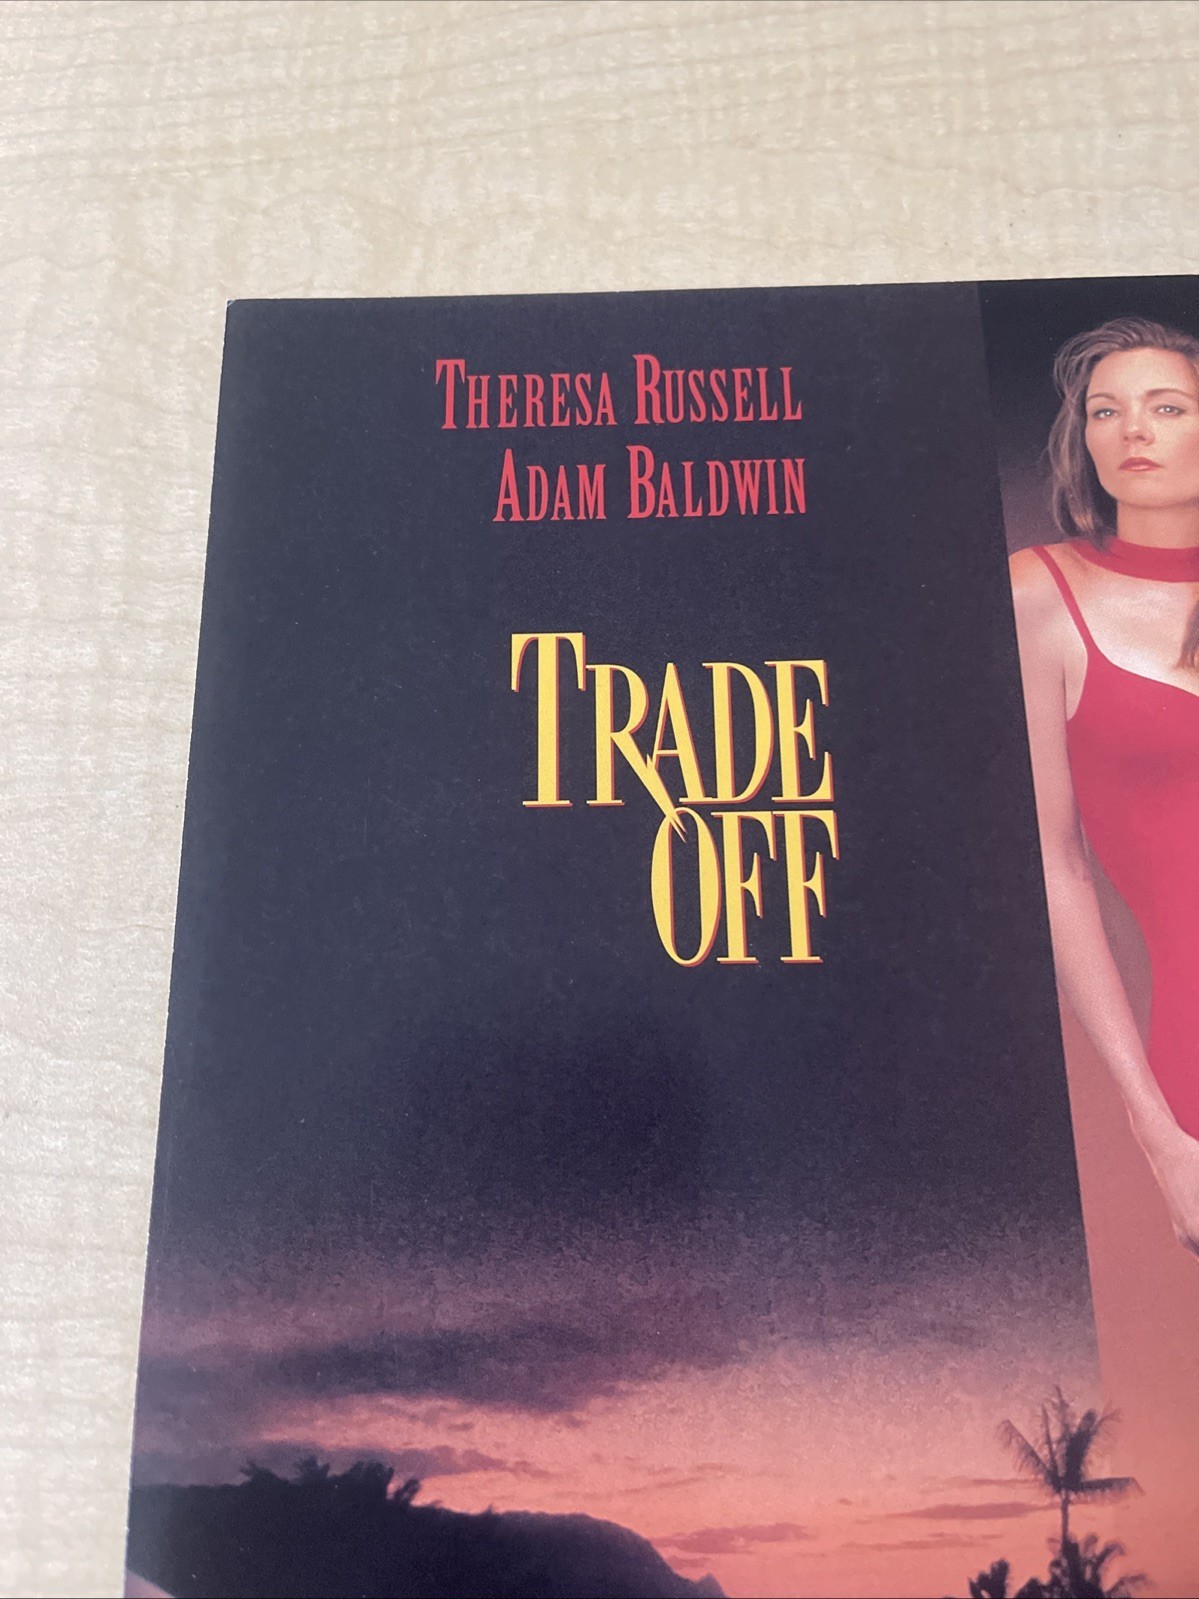 THERESA RUSSELL
ADAM BALDWIN
TRADE
OFF